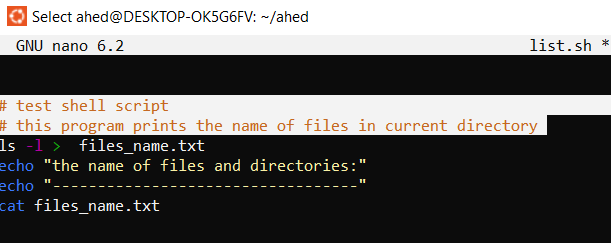 Select ahed@DESKTOP-OK5G6FV: ~/ahed
GNU nano 6.2 list.sh *
# test shell script
# this program prints the name of files in current directory
ls -l > files_name.txt
echo "the name of files and directories:"
echo "---------------------------------"
cat files_name.txt